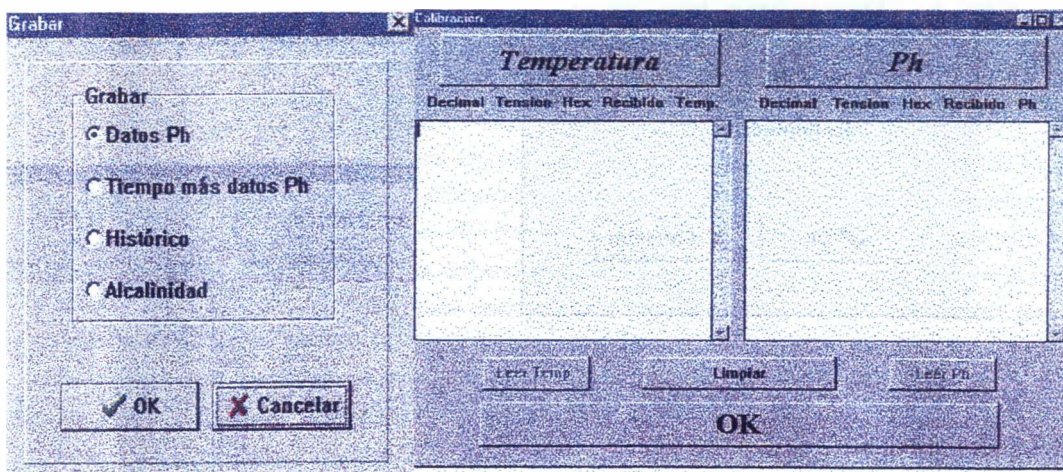 Grabar
Grabar
Datos Ph
Tiempo más datos Ph
Histórico
Alcalinidad
OK
Cancelar
Calibración
Temperatura
Ph
Decimal Tension Hex Recibido Temp.
Decimal Tension Hex Recibido Ph
Leer Temp
Limpiar
Leer Ph
OK